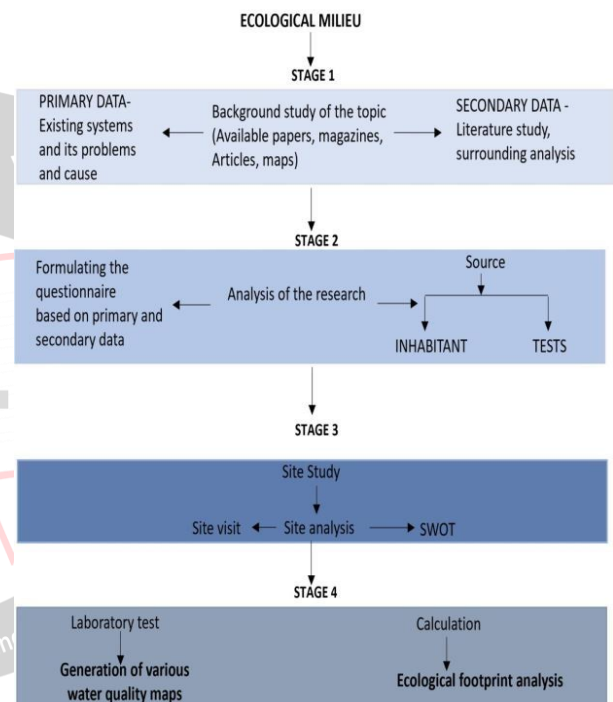 ECOLOGICAL MILIEU
STAGE 1
PRIMARY DATA-
Existing systems
and its problems
and cause
Background study of the topic
(Available papers, magazines,
Articles, maps)
SECONDARY DATA -
Literature study,
surrounding analysis
STAGE 2
Formulating the
questionnaire
based on primary and
secondary data
Analysis of the research
Source
INHABITANT
TESTS
STAGE 3
Site Study
Site visit
Site analysis
SWOT
STAGE 4
Laboratory test
Generation of various
water quality maps
Calculation
Ecological footprint analysis